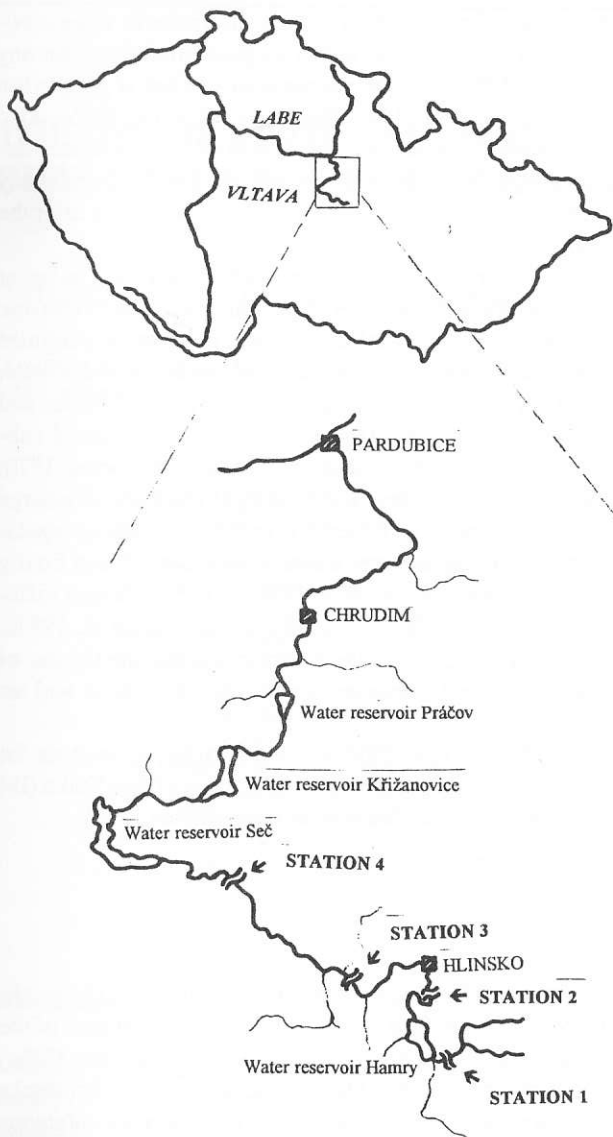 LABE
VLTAVA
PARDUBICE
CHRUDIM
Water reservoir Práčov
Water reservoir Křižanovice
Water reservoir Seč
STATION 4
STATION 3
HLINSKO
STATION 2
Water reservoir Hamry
STATION 1